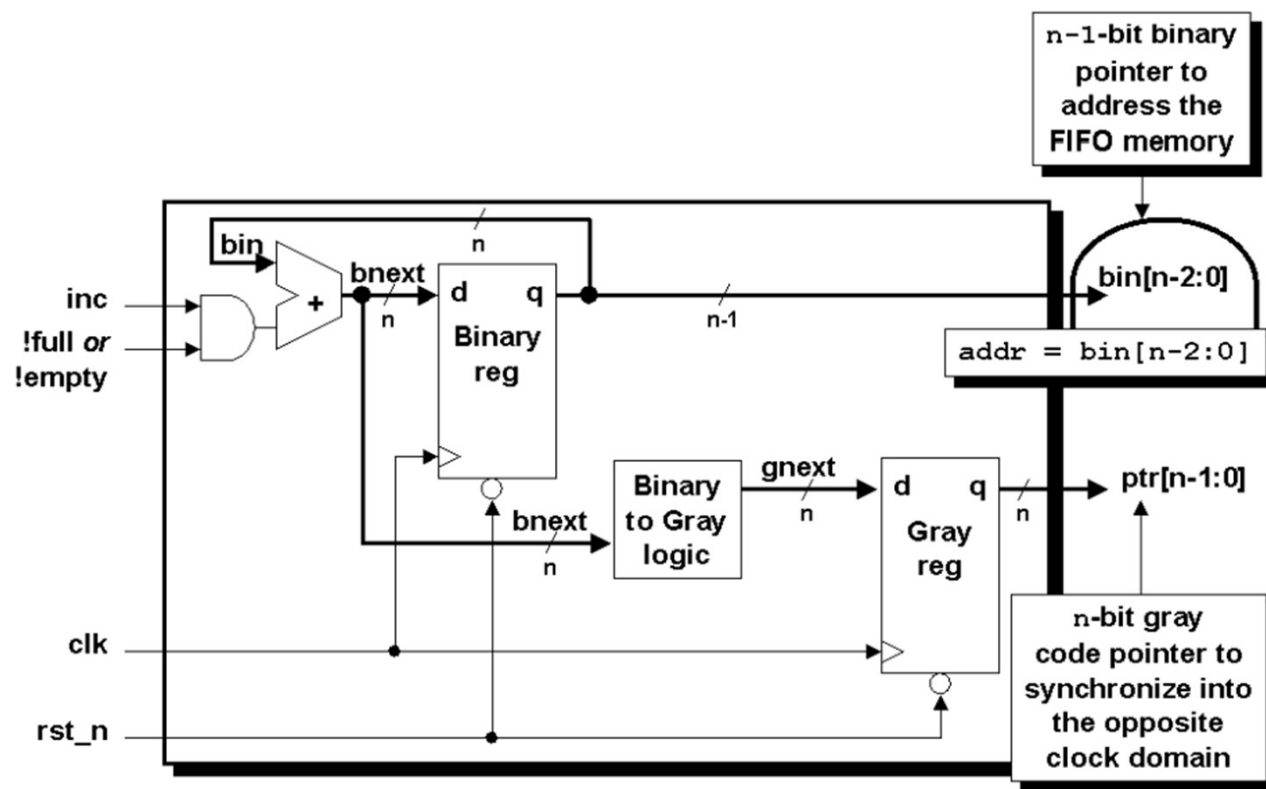 n-1-bit binary
pointer to
address the
FIFO memory
n
bin
bnext
n
d
q
Binary
reg
n-1
bin[n-2:0]
addr = bin[n-2:0]
inc
!full or
!empty
+
bnext
n
Binary
to Gray
logic
gnext
n
d
q
Gray
reg
n
ptr[n-1:0]
n-bit gray
code pointer to
synchronize into
the opposite
clock domain
clk
rst_n